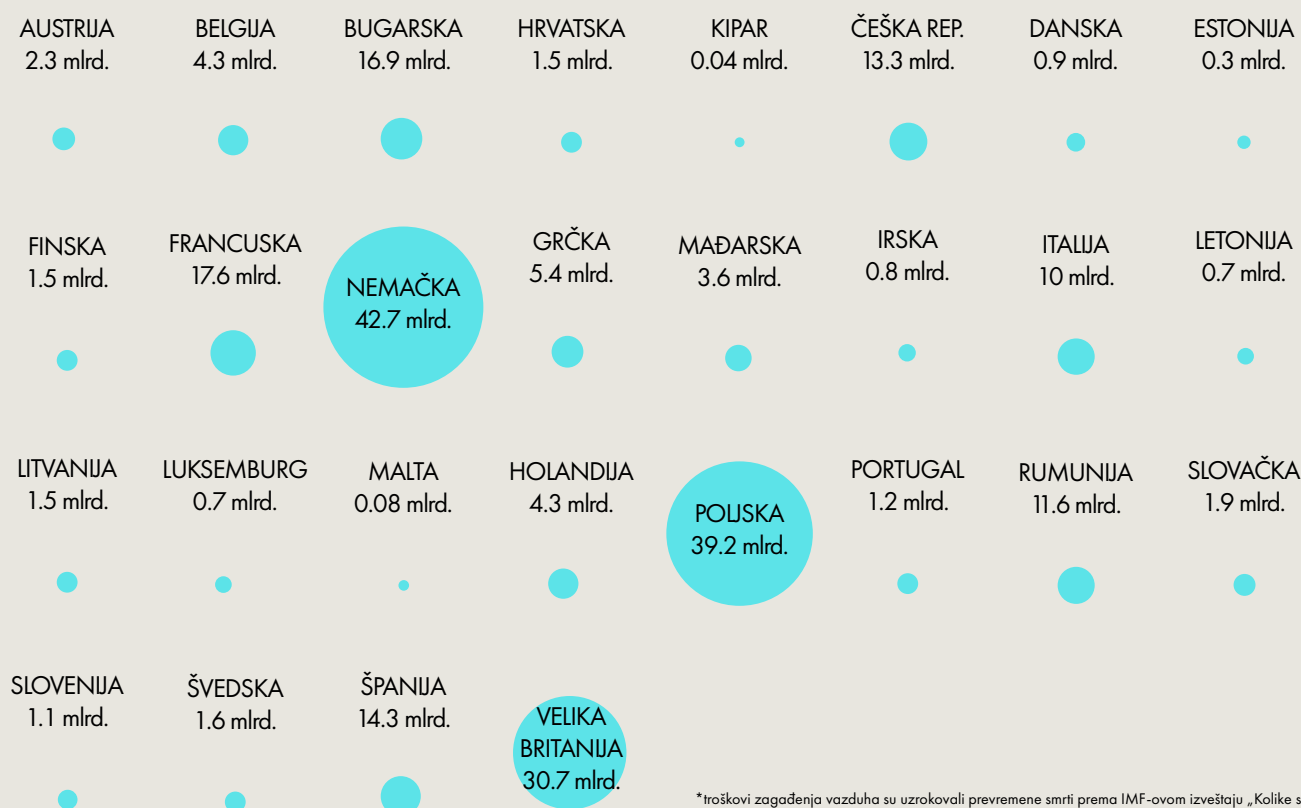 AUSTRIJA
2.3 mlrd.
BELGIJA
4.3 mlrd.
BUGARSKA
16.9 mlrd.
HRVATSKA
1.5 mlrd.
KIPAR
0.04 mlrd.
ČEŠKA REP.
13.3 mlrd.
DANSKA
0.9 mlrd.
ESTONIJA
0.3 mlrd.
FINSKA
1.5 mlrd.
FRANCUSKA
17.6 mlrd.
NEMAČKA
42.7 mlrd.
GRČKA
5.4 mlrd.
MAĐARSKA
3.6 mlrd.
IRSKA
0.8 mlrd.
ITALIJA
10 mlrd.
LETONIJA
0.7 mlrd.
LITVANIJA
1.5 mlrd.
LUKSEMBURG
0.7 mlrd.
MALTA
0.08 mlrd.
HOLANDIJA
4.3 mlrd.
POLJSKA
39.2 mlrd.
PORTUGAL
1.2 mlrd.
RUMUNIJA
11.6 mlrd.
SLOVAČKA
1.9 mlrd.
SLOVENIJA
1.1 mlrd.
ŠVEDSKA
1.6 mlrd.
ŠPANIJA
14.3 mlrd.
VELIKA
BRITANIJA
30.7 mlrd.
*troškovi zagađenja vazduha su uzrokovali prevremene smrti prema IMF-ovom izveštaju „Kolike s